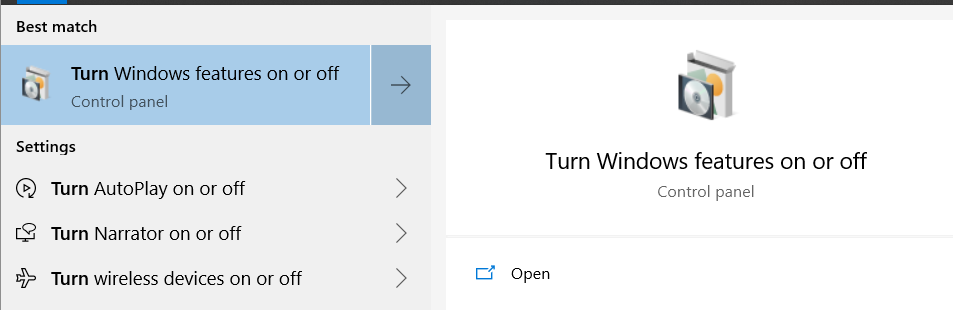 Best match
Turn Windows features on or off
Control panel
Settings
Turn AutoPlay on or off
Turn Narrator on or off
Turn wireless devices on or off
Turn Windows features on or off
Control panel
Open